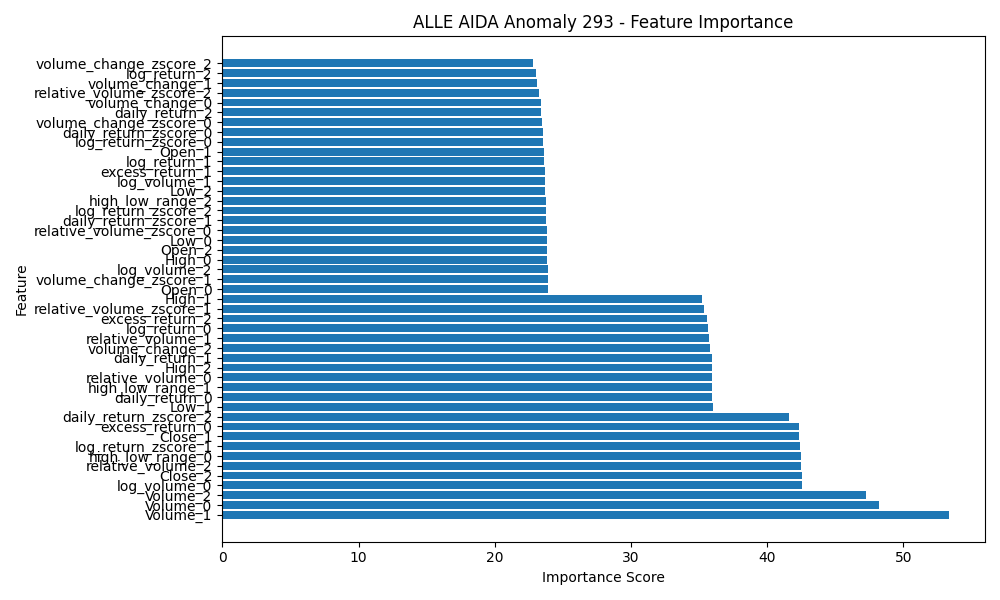 ALLE AIDA Anomaly 293 - Feature Importance
Feature
volume_change_zscore_2
log_return_2
volume_change_1
relative_volume_zscore_2
volume_change_0
daily_return_2
volume_change_zscore_0
daily_return_zscore_0
log_return_zscore_0
Open_1
log_return_1
excess_return_1
log_volume_1
Low_2
high_low_range_2
log_return_zscore_2
daily_return_zscore_1
relative_volume_zscore_0
Low_0
Open_2
High_0
log_volume_2
volume_change_zscore_1
Open_0
High_1
relative_volume_zscore_1
excess_return_2
log_return_0
relative_volume_1
volume_change_2
daily_return_1
High_2
relative_volume_0
high_low_range_1
daily_return_0
Low_1
daily_return_zscore_2
excess_return_0
Close_1
log_return_zscore_1
high_low_range_0
relative_volume_2
Close_2
log_volume_0
Volume_2
Volume_0
Volume_1
0 10 20 30 40 50
Importance Score